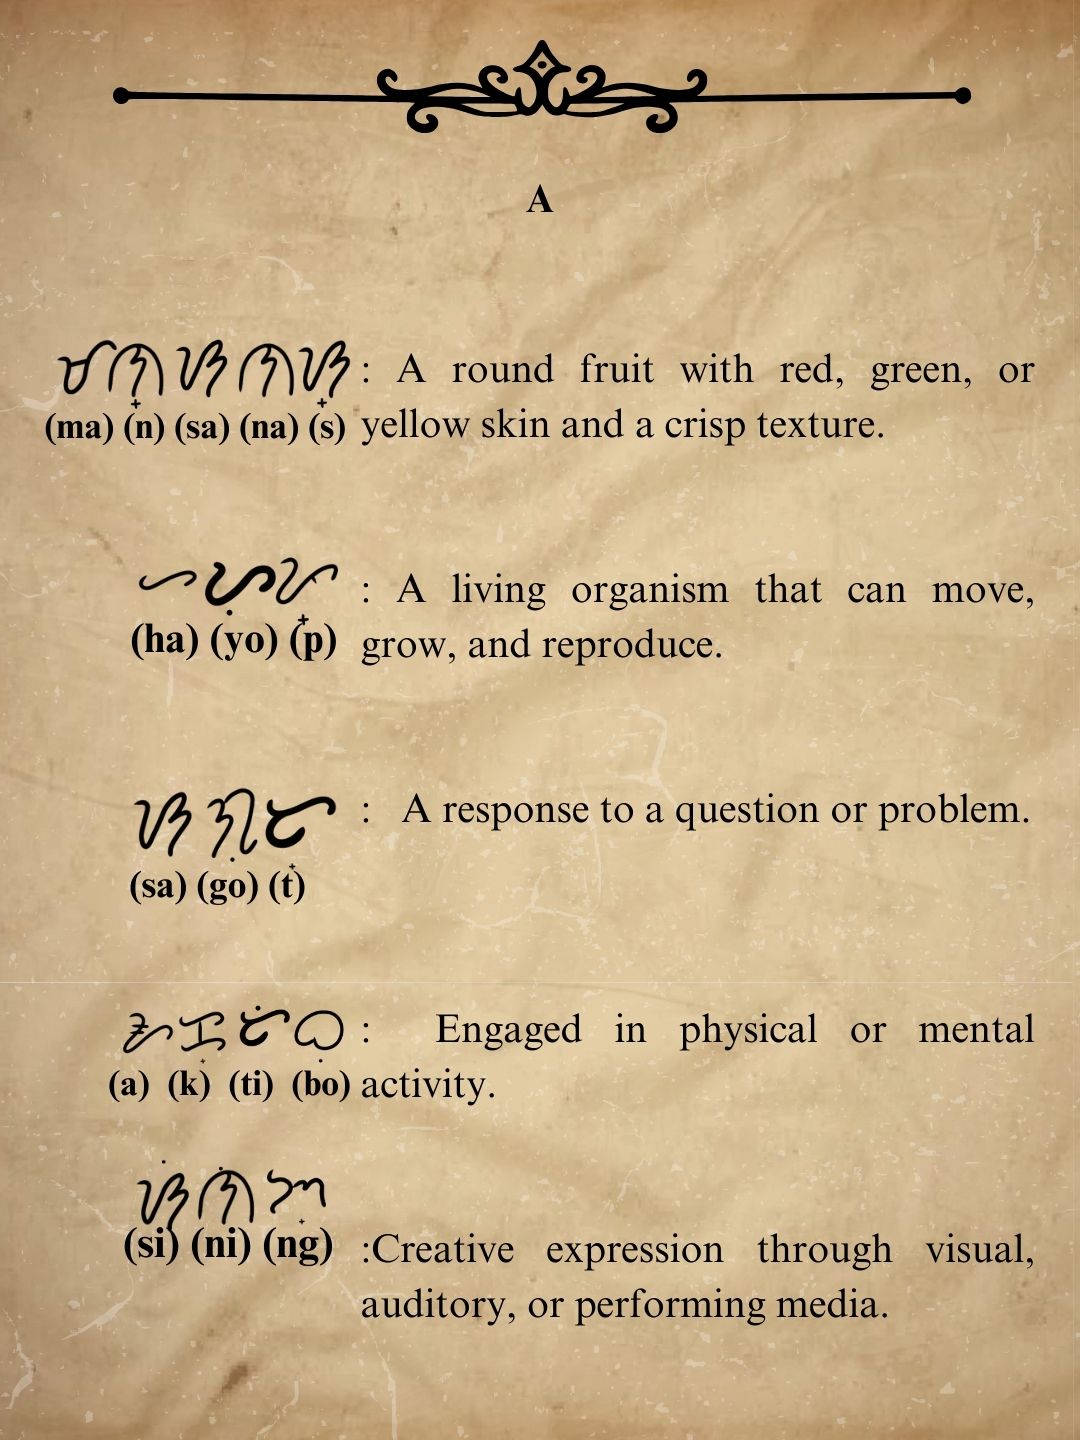 A
ᜋᜈ᜔ᜐᜈᜐ᜔ : A round fruit with red, green, or
(ma) (n) (sa) (na) (s) yellow skin and a crisp texture.
ᜑᜌᜓᜉ᜔ : A living organism that can move,
(ha) (yo) (p) grow, and reproduce.
ᜐᜄᜓᜆ᜔ : A response to a question or problem.
(sa) (go) (t)
ᜀᜃ᜔ᜆᜒᜊᜓ : Engaged in physical or mental
(a) (k) (ti) (bo) activity.
ᜐᜒᜈᜒᜅ᜔
(si) (ni) (ng) :Creative expression through visual,
auditory, or performing media.